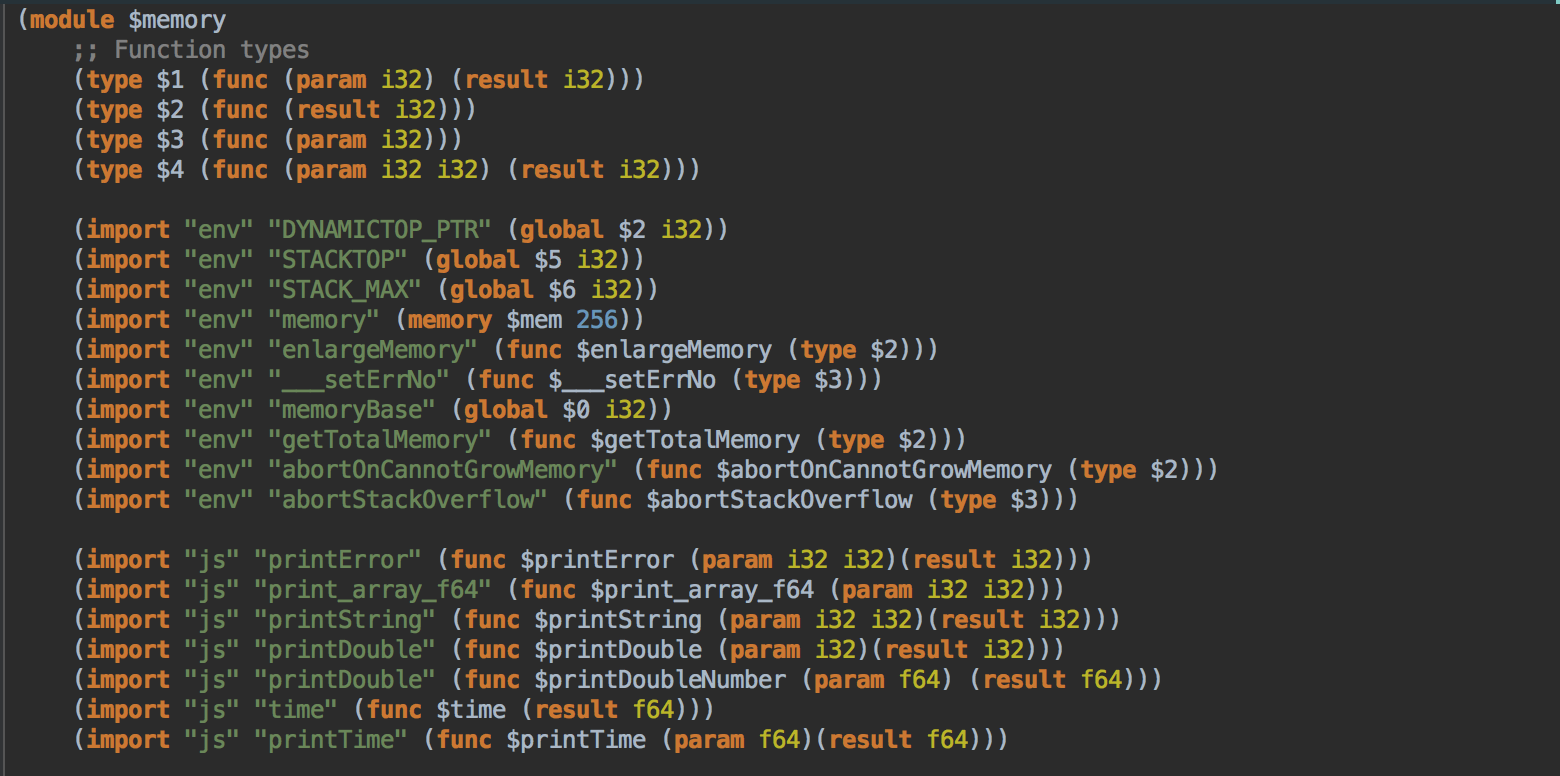 (module $memory
;; Function types
(type $1 (func (param i32) (result i32)))
(type $2 (func (result i32)))
(type $3 (func (param i32)))
(type $4 (func (param i32 i32) (result i32)))
(import "env" "DYNAMICTOP_PTR" (global $2 i32))
(import "env" "STACKTOP" (global $5 i32))
(import "env" "STACK_MAX" (global $6 i32))
(import "env" "memory" (memory $mem 256))
(import "env" "enlargeMemory" (func $enlargeMemory (type $2)))
(import "env" "___setErrNo" (func $___setErrNo (type $3)))
(import "env" "memoryBase" (global $0 i32))
(import "env" "getTotalMemory" (func $getTotalMemory (type $2)))
(import "env" "abortOnCannotGrowMemory" (func $abortOnCannotGrowMemory (type $2)))
(import "env" "abortStackOverflow" (func $abortStackOverflow (type $3)))
(import "js" "printError" (func $printError (param i32 i32)(result i32)))
(import "js" "print_array_f64" (func $print_array_f64 (param i32 i32)))
(import "js" "printString" (func $printString (param i32 i32)(result i32)))
(import "js" "printDouble" (func $printDouble (param i32)(result i32)))
(import "js" "printDouble" (func $printDoubleNumber (param f64) (result f64)))
(import "js" "time" (func $time (result f64)))
(import "js" "printTime" (func $printTime (param f64)(result f64)))